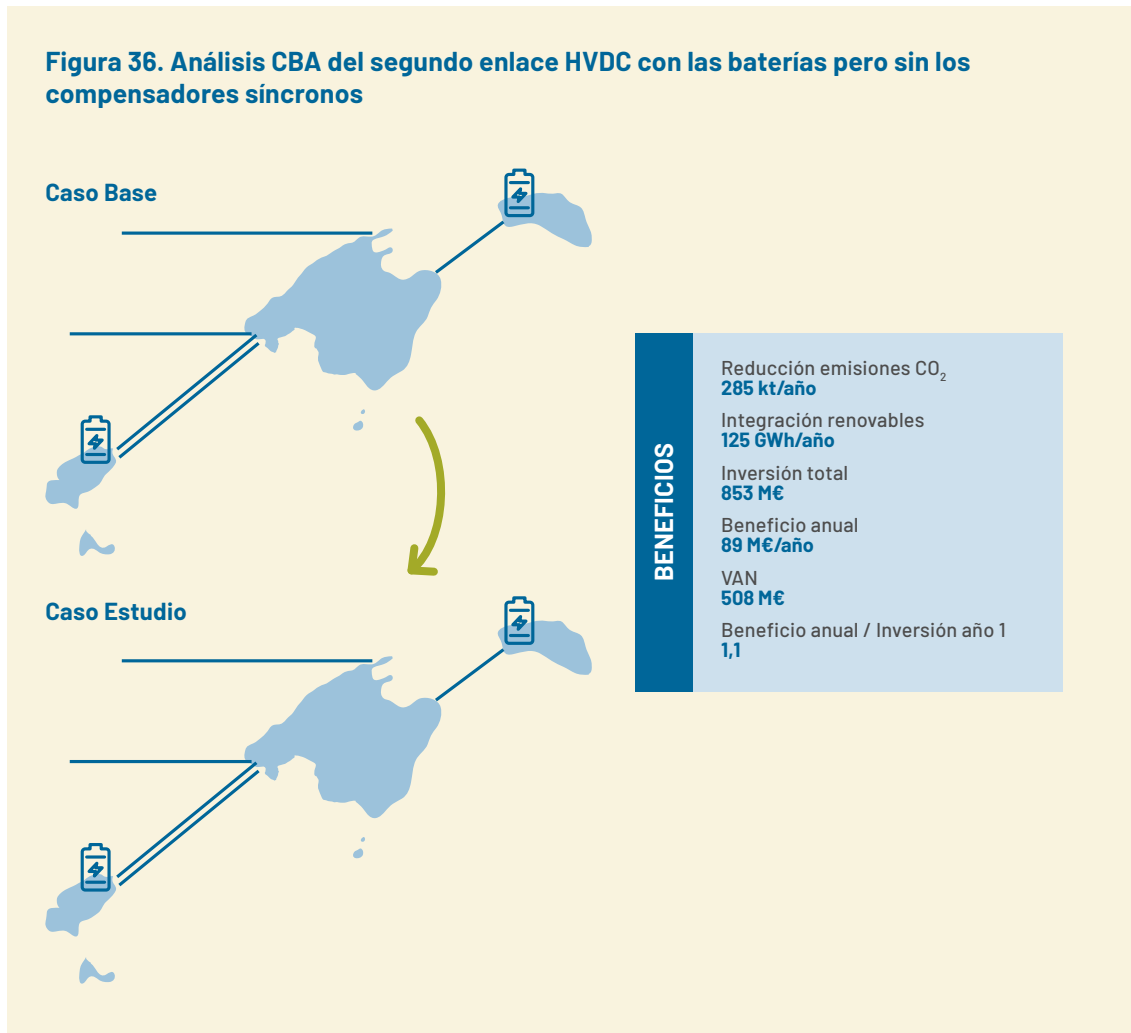 Figura 36. Análisis CBA del segundo enlace HVDC con las baterías pero sin los
compensadores síncronos
Caso Base
Caso Estudio
BENEFICIOS
Reducción emisiones CO₂
285 kt/año
Integración renovables
125 GWh/año
Inversión total
853 M€
Beneficio anual
89 M€/año
VAN
508 M€
Beneficio anual / Inversión año 1
1,1